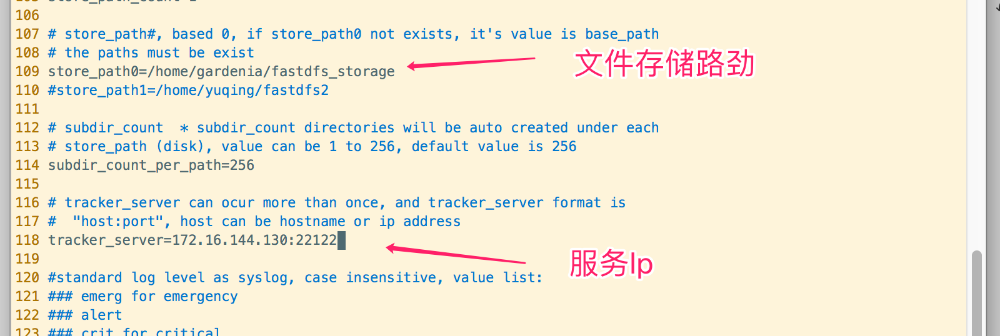 106
107 # store_path#, based 0, if store_path0 not exists, it's value is base_path
108 # the paths must be exist
文件存储路劲
109 store_path0=/home/gardenia/fastdfs_storage
110 #store_path1=/home/yuqing/fastdfs2
111
112 # subdir_count  * subdir_count directories will be auto created under each
113 # store_path (disk), value can be 1 to 256, default value is 256
114 subdir_count_per_path=256
115
116 # tracker_server can ocur more than once, and tracker_server format is
117 #  "host:port", host can be hostname or ip address
118 tracker_server=172.16.144.130:22122
119
服务Ip
120 #standard log level as syslog, case insensitive, value list:
121 ### emerg for emergency
122 ### alert
123 ### crit for critical